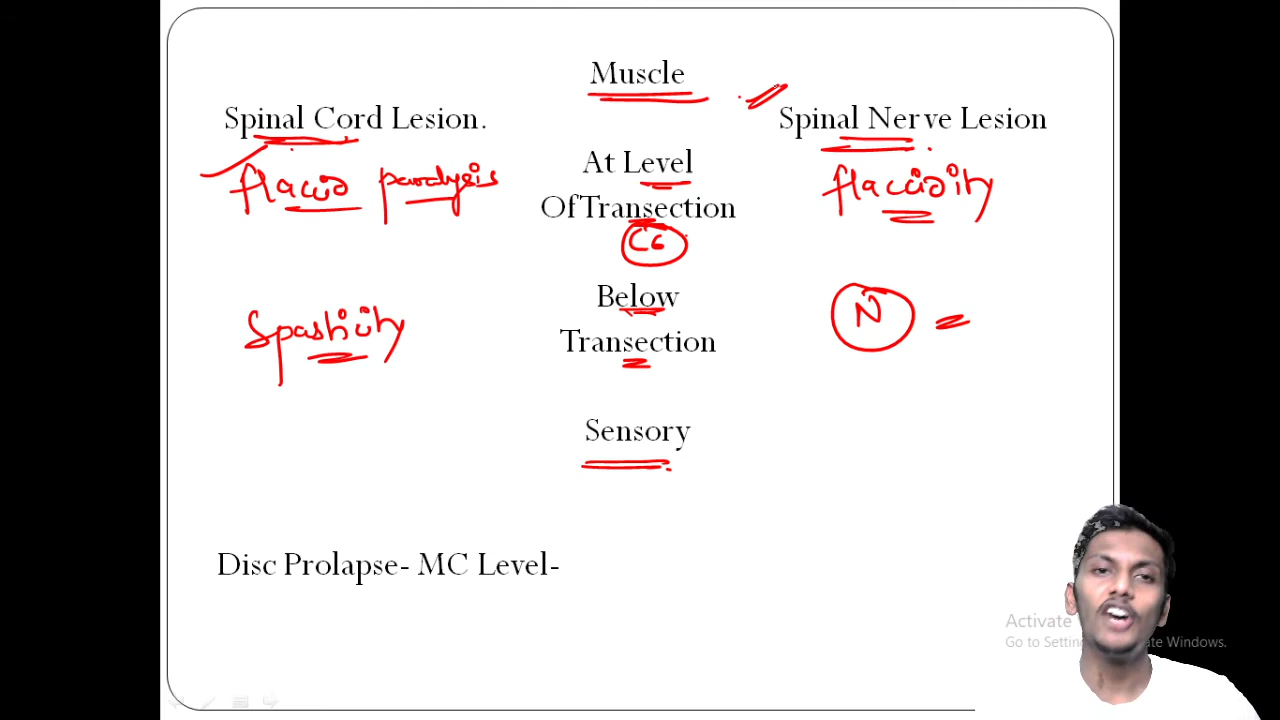 Muscle
Spinal Cord Lesion.
Spinal Nerve Lesion
flaccid paralysis
At Level
Of Transection
flaccidity
C6
Spasticity
Below
Transection
N
Sensory
Disc Prolapse- MC Level-
Activate
Go to Settin ate Windows.